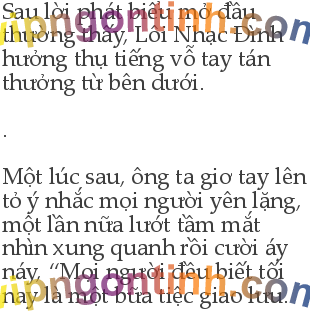 Sau lời phát biểu mở đầu
thường thấy, Lôi Nhạc Đình
hưởng thụ tiếng vỗ tay tán
thưởng từ bên dưới.
.
Một lúc sau, ông ta giơ tay lên
tỏ ý nhắc mọi người yên lặng,
một lần nữa lướt tầm mắt
nhìn xung quanh rồi cười áy
náy. “Mọi người đều biết tối
nay là một bữa tiệc giao lưu.